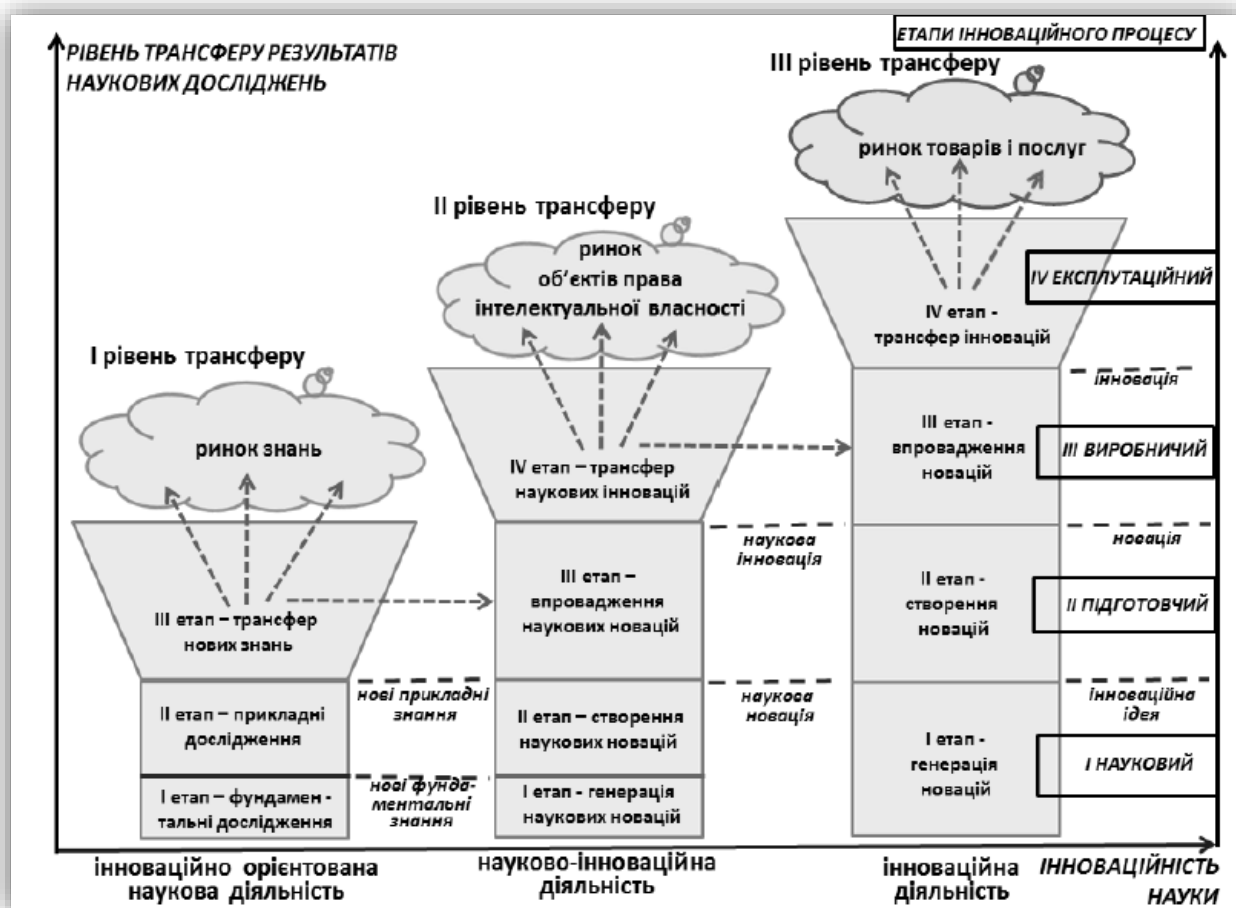 РІВЕНЬ ТРАНСФЕРУ РЕЗУЛЬТАТІВ
НАУКОВИХ ДОСЛІДЖЕНЬ
ЕТАПИ ІННОВАЦІЙНОГО ПРОЦЕСУ
III рівень трансферу
ринок товарів і послуг
II рівень трансферу
ринок
об‘єктів права
інтелектуальної власності
IV ЕКСПЛУТАЦІЙНИЙ
IV етап -
трансфер інновацій
I рівень трансферу
ринок знань
інновація
III етап -
впровадження
новацій
III ВИРОБНИЧИЙ
IV етап – трансфер
наукових інновацій
наукова
інновація
новація
III етап –
впровадження
наукових новацій
II етап -
створення
новацій
II ПІДГОТОВЧИЙ
III етап – трансфер
нових знань
нові прикладні
знання
наукова
новація
інноваційна
ідея
II етап – прикладні
дослідження
II етап – створення
наукових новацій
I етап -
генерація
новацій
I НАУКОВИЙ
I етап – фундамен -
тальні дослідження
нові фунда-
ментальні
знання
I етап - генерація
наукових новацій
інноваційно орієнтована
наукова діяльність
науково-інноваційна
діяльність
інноваційна
діяльність
ІННОВАЦІЙНІСТЬ
НАУКИ